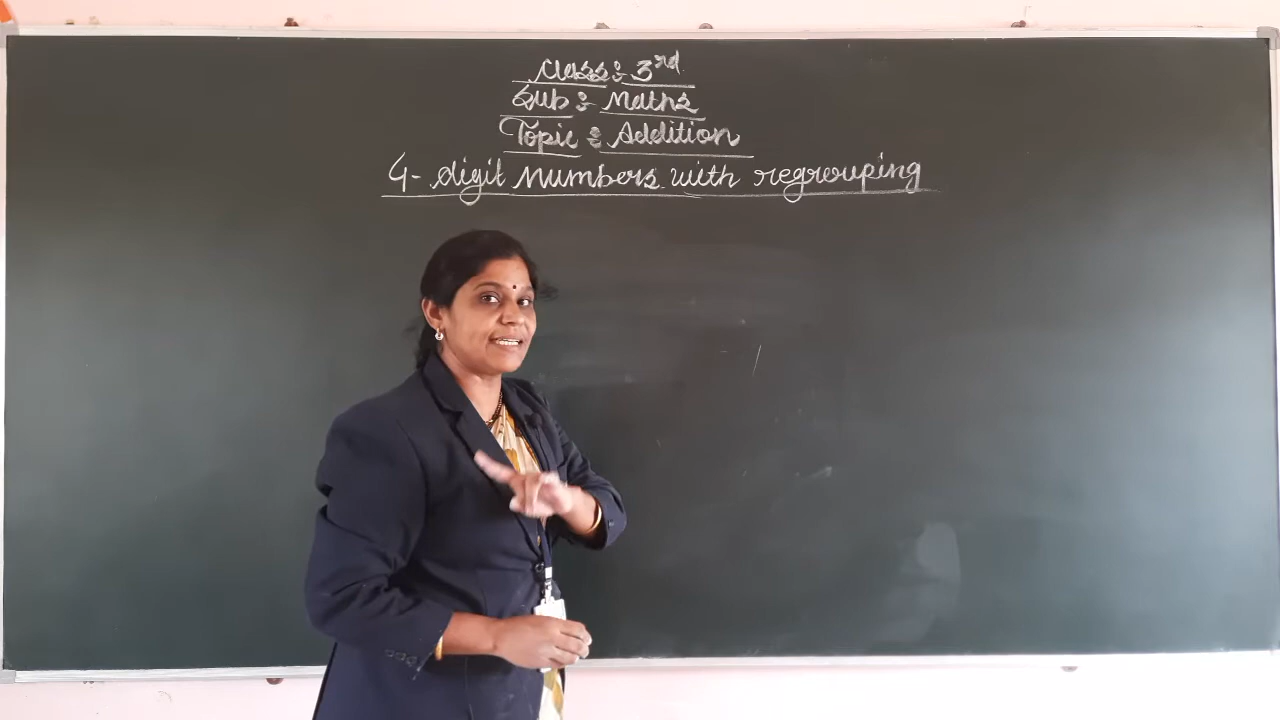 Class :- 3rd
Sub :- Maths
Topic :- Addition
4- digit numbers with regrouping